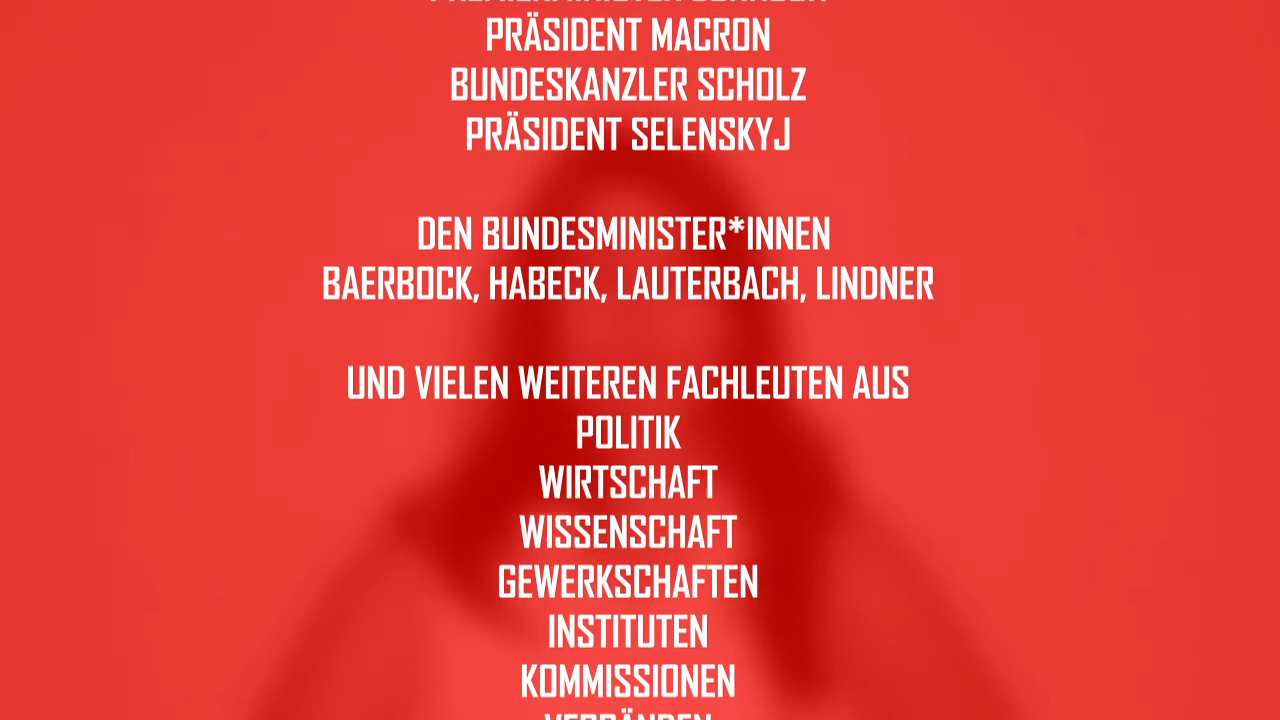 PRÄSIDENT MACRON
BUNDESKANZLER SCHOLZ
PRÄSIDENT SELENSKYJ
DEN BUNDESMINISTER*INNEN
BAERBOCK, HABECK, LAUTERBACH, LINDNER
UND VIELEN WEITEREN FACHLEUTEN AUS
POLITIK
WIRTSCHAFT
WISSENSCHAFT
GEWERKSCHAFTEN
INSTITUTEN
KOMMISSIONEN
VERBÄNDEN